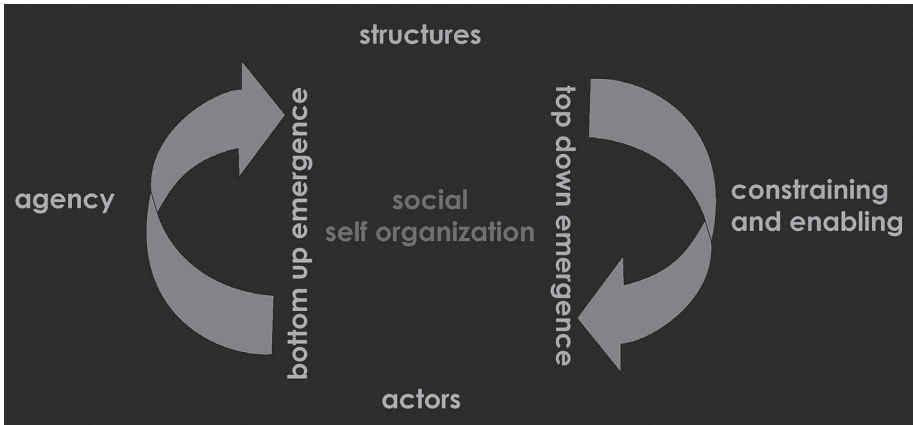 structures
agency
bottom up emergence
social
self organization
top down emergence
constraining
and enabling
actors